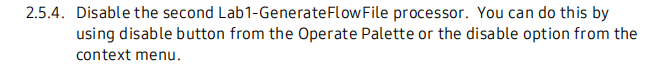 2.5.4. Disable the second Lab1-GenerateFlowFile processor.  You can do this by
using disable button from the Operate Palette or the disable option from the
context menu.